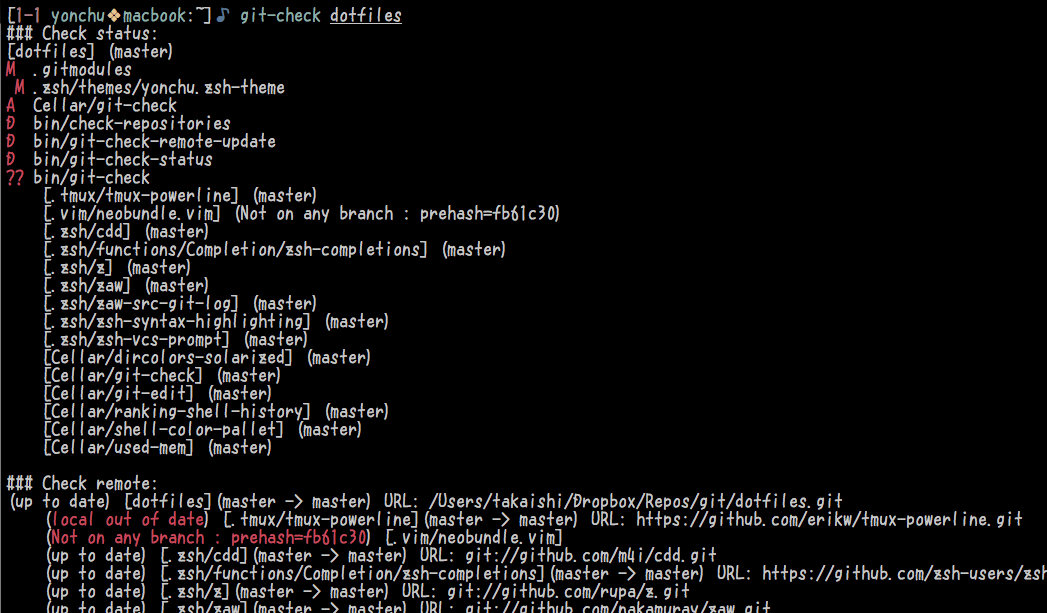 [1-1 yonchu❖macbook:~]♪ git-check dotfiles
### Check status:
[dotfiles] (master)
M  .gitmodules
 M .zsh/themes/yonchu.zsh-theme
A  Cellar/git-check
D  bin/check-repositories
D  bin/git-check-remote-update
D  bin/git-check-status
?? bin/git-check
    [.tmux/tmux-powerline] (master)
    [.vim/neobundle.vim] (Not on any branch : prehash=fb61c30)
    [.zsh/cdd] (master)
    [.zsh/functions/Completion/zsh-completions] (master)
    [.zsh/z] (master)
    [.zsh/zaw] (master)
    [.zsh/zaw-src-git-log] (master)
    [.zsh/zsh-syntax-highlighting] (master)
    [.zsh/zsh-vcs-prompt] (master)
    [Cellar/dircolors-solarized] (master)
    [Cellar/git-check] (master)
    [Cellar/git-edit] (master)
    [Cellar/ranking-shell-history] (master)
    [Cellar/shell-color-pallet] (master)
    [Cellar/used-mem] (master)
### Check remote:
(up to date) [dotfiles](master -> master) URL: /Users/takaishi/Dropbox/Repos/git/dotfiles.git
    (local out of date) [.tmux/tmux-powerline](master -> master) URL: https://github.com/erikw/tmux-powerline.git
    (Not on any branch : prehash=fb61c30) [.vim/neobundle.vim]
    (up to date) [.zsh/cdd](master -> master) URL: git://github.com/m4i/cdd.git
    (up to date) [.zsh/functions/Completion/zsh-completions](master -> master) URL: https://github.com/zsh-users/zsh
    (up to date) [.zsh/z](master -> master) URL: git://github.com/rupa/z.git
    (up to date) [.zsh/zaw](master -> master) URL: git://github.com/nakamuray/zaw.git